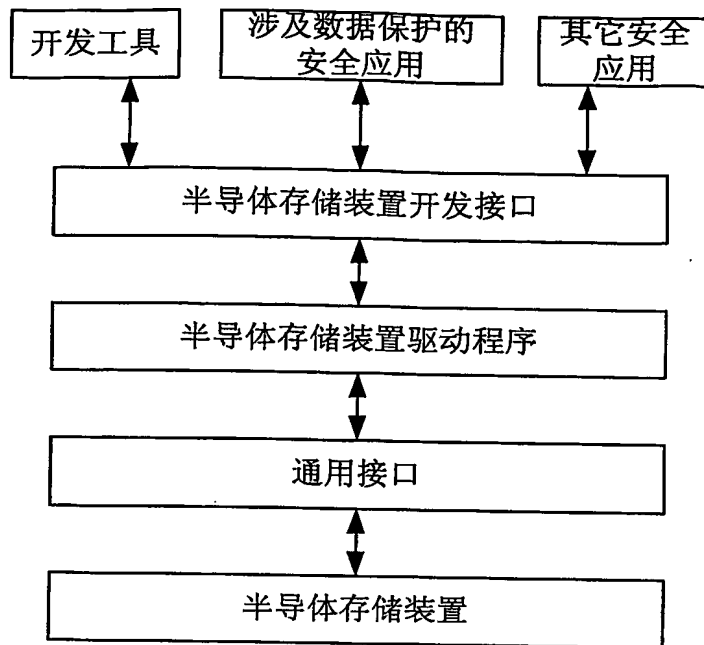 开发工具
涉及数据保护的
安全应用
其它安全
应用
半导体存储装置开发接口
半导体存储装置驱动程序
通用接口
半导体存储装置